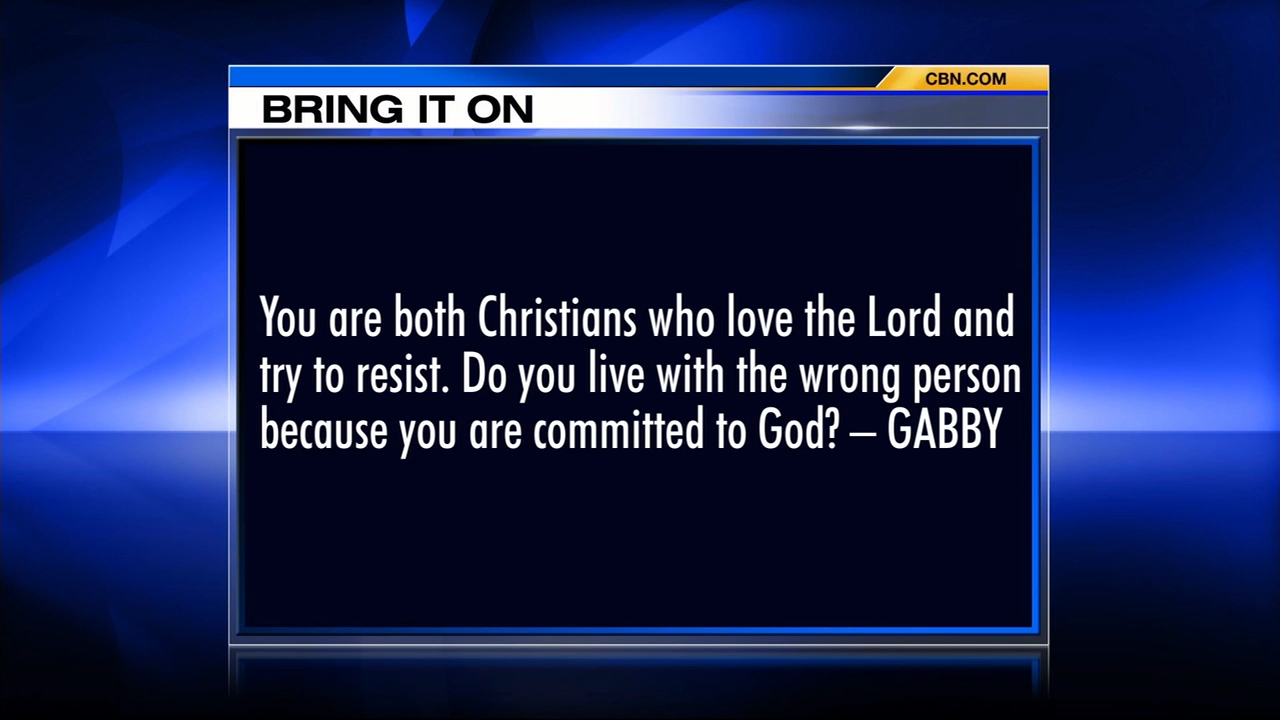 CBN.COM
BRING IT ON
You are both Christians who love the Lord and
try to resist. Do you live with the wrong person
because you are committed to God? – GABBY